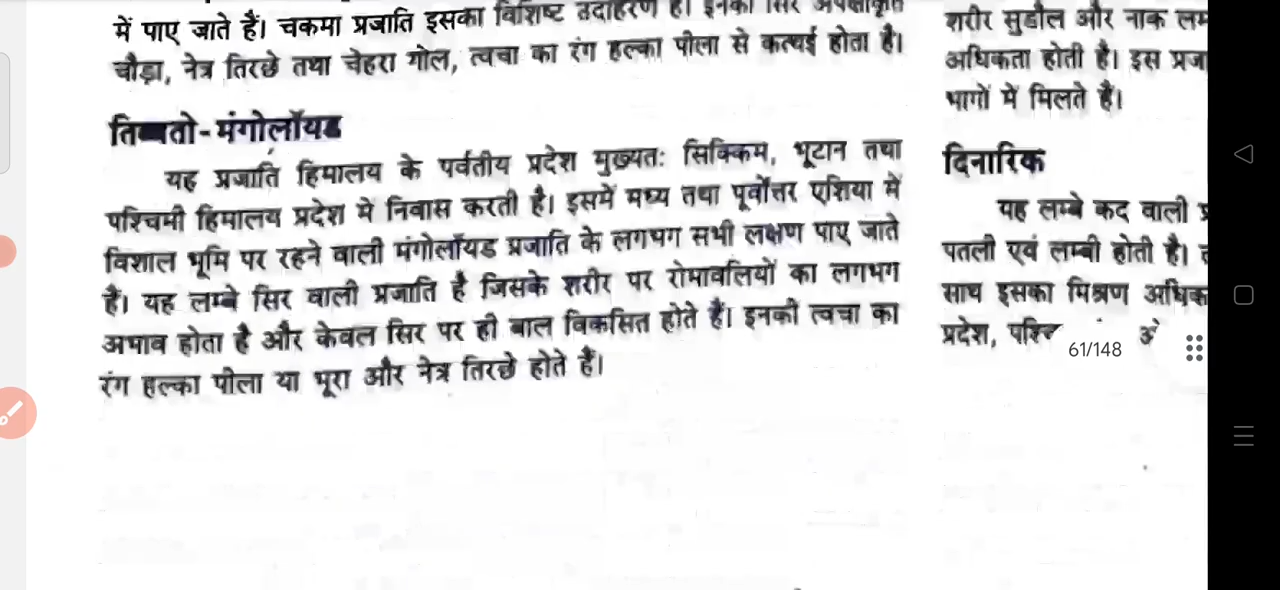 में पाए जाते हैं। चकमा प्रजाति इसका विशिष्ट उदाहरण है। इनका सिर अपेक्षाकृत
चौड़ा, नेत्र तिरछे तथा चेहरा गोल, त्वचा का रंग हल्का पीला से कत्थई होता है।
तिब्बतो-मंगोलॉयड
यह प्रजाति हिमालय के पर्वतीय प्रदेश मुख्यतः सिक्किम, भूटान तथा
पश्चिमी हिमालय प्रदेश मे निवास करती है। इसमें मध्य तथा पूर्वोत्तर एशिया में
विशाल भूमि पर रहने वाली मंगोलॉयड प्रजाति के लगभग सभी लक्षण पाए जाते
हैं। यह लम्बे सिर वाली प्रजाति है जिसके शरीर पर रोमावलियों का लगभग
अभाव होता है और केवल सिर पर ही बाल विकसित होते हैं। इनकी त्वचा का
रंग हल्का पीला या भूरा और नेत्र तिरछे होते हैं।
शरीर सुडौल और नाक
अधिकता होती है। इस
भागों में मिलते हैं।
दिनारिक
यह लम्बे कद वाली
पतली एवं लम्बी होती है।
साथ इसका मिश्रण
प्रदेश,
61/148